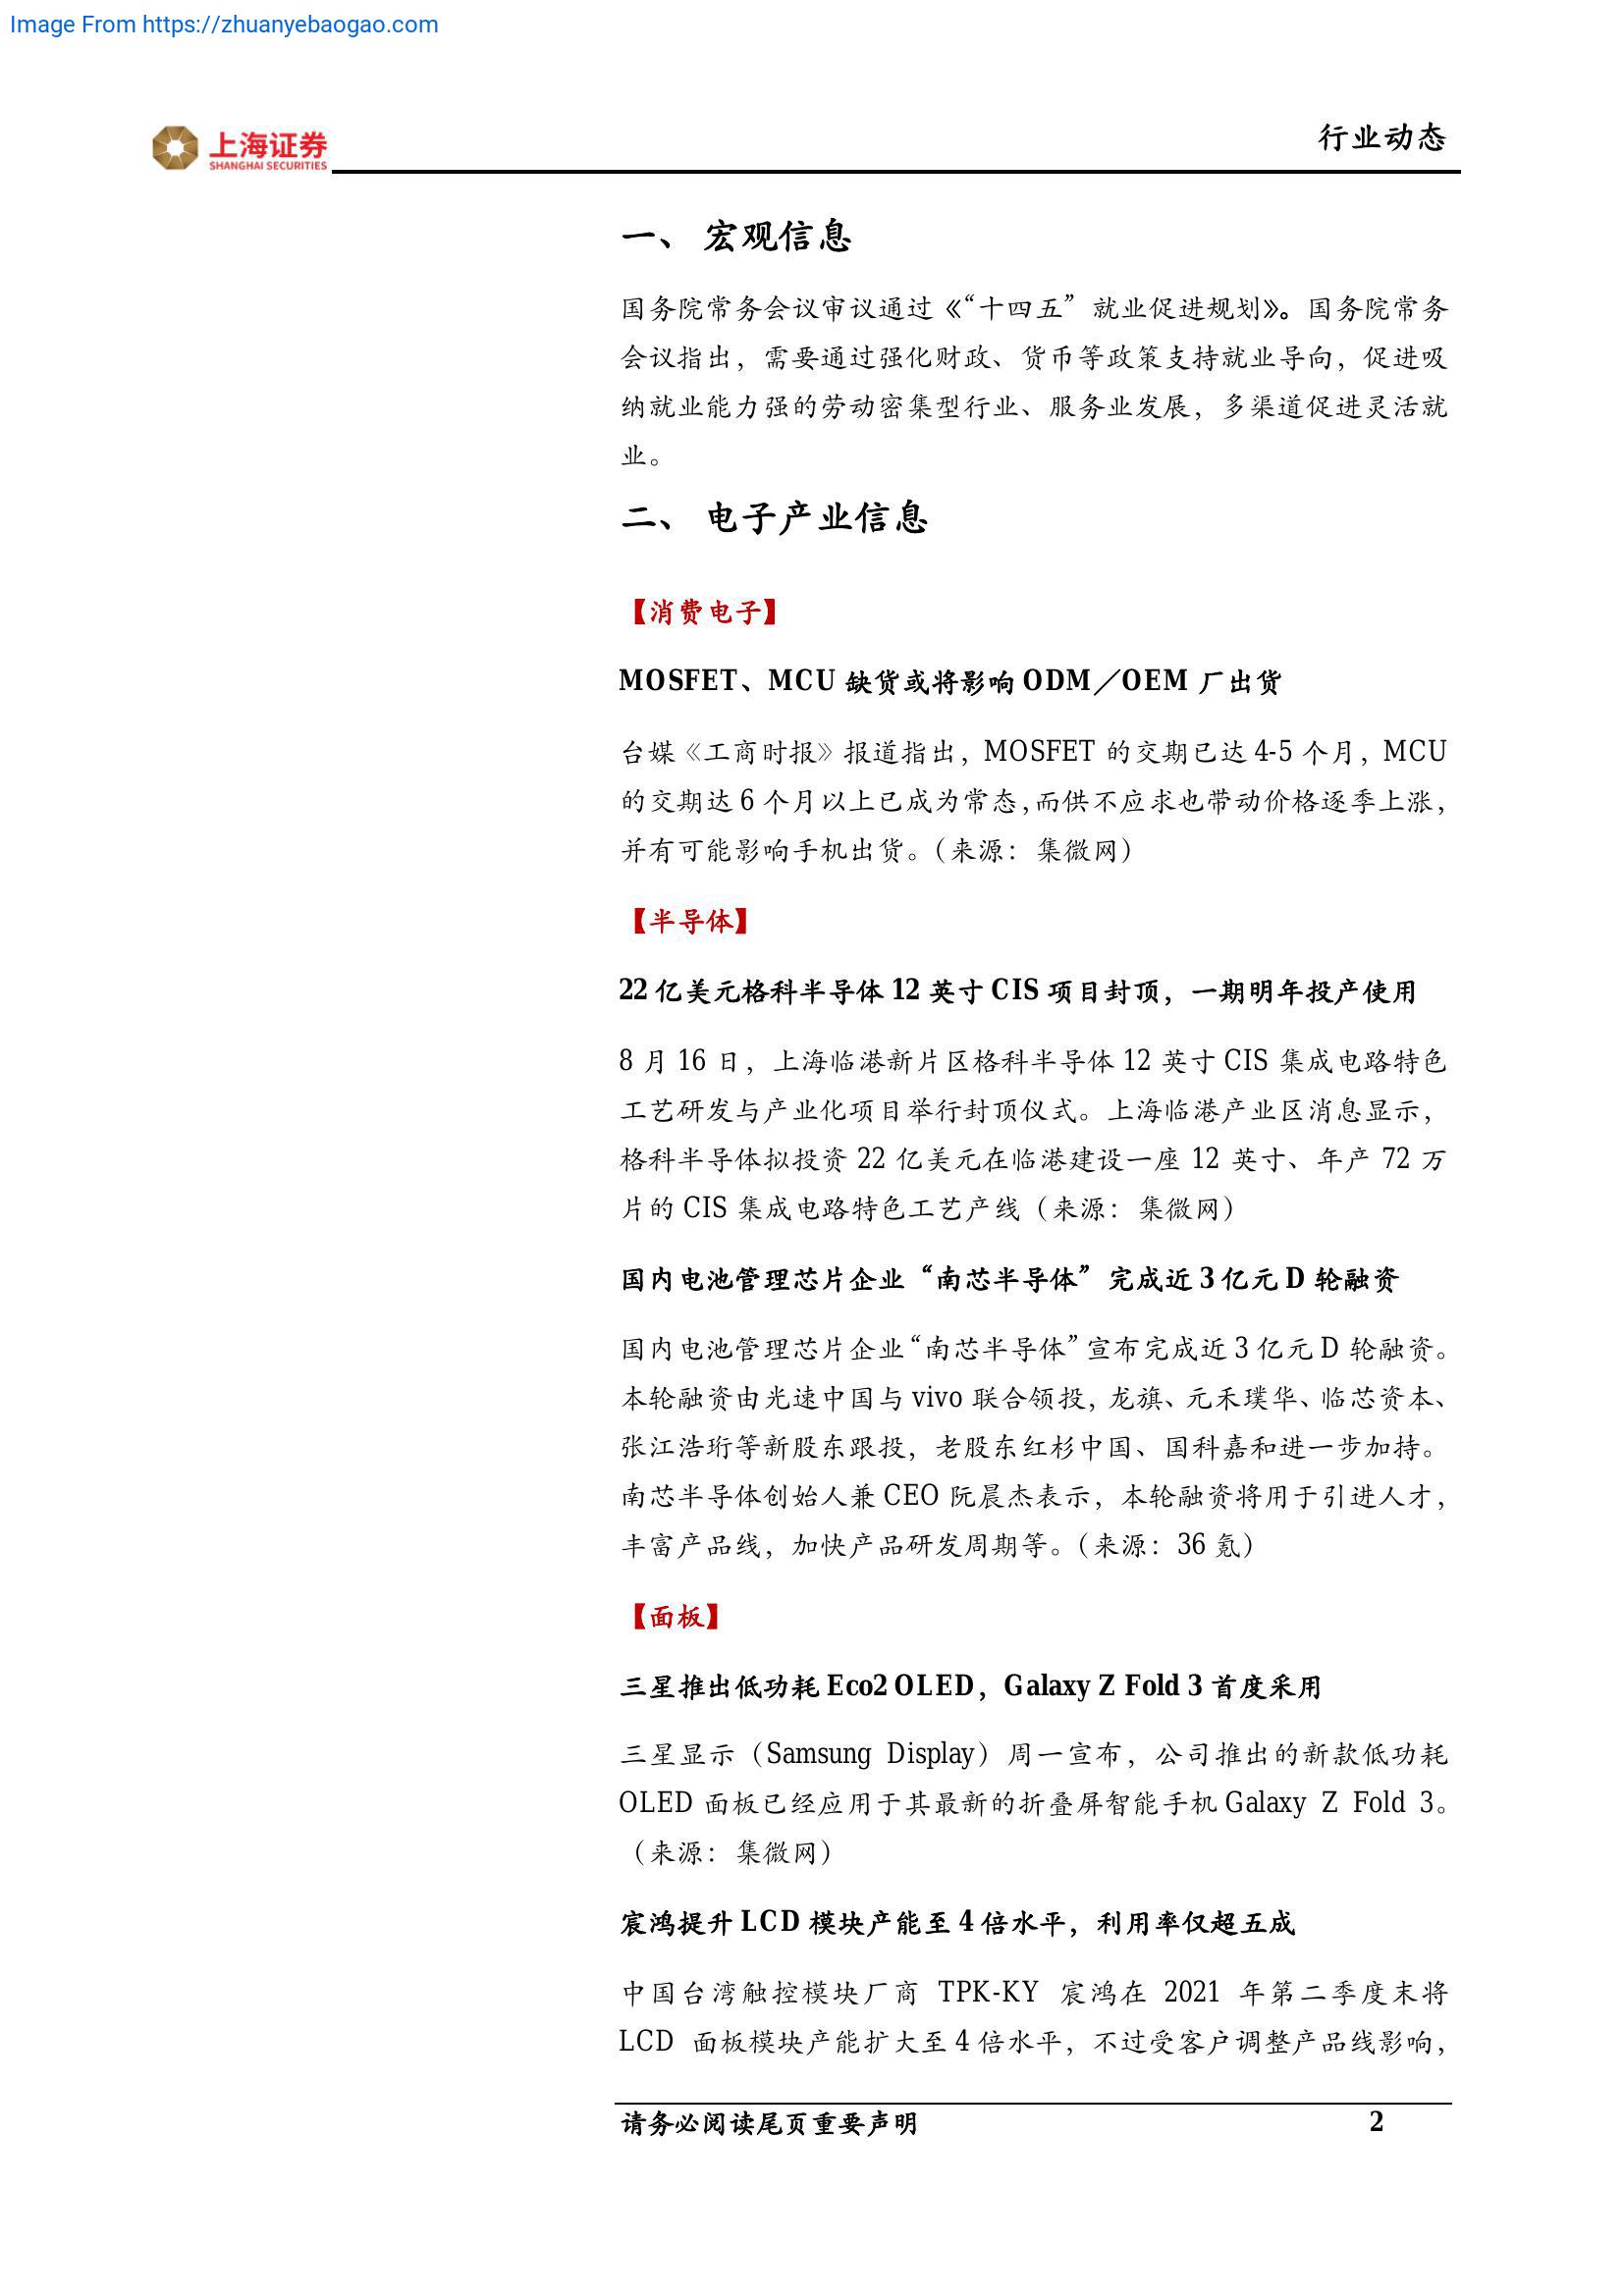 Image From https://zhuanyebaogao.com
上海证券
SHANGHAI SECURITIES
行业动态
一、 宏观信息
国务院常务会议审议通过《“十四五”就业促进规划》。国务院常务
会议指出，需要通过强化财政、货币等政策支持就业导向，促进吸
纳就业能力强的劳动密集型行业、服务业发展，多渠道促进灵活就
业。
二、 电子产业信息
【消费电子】
MOSFET、MCU 缺货或将影响 ODM／OEM 厂出货
台媒《工商时报》报道指出，MOSFET 的交期已达 4-5 个月，MCU
的交期达 6 个月以上已成为常态，而供不应求也带动价格逐季上涨，
并有可能影响手机出货。（来源：集微网）
【半导体】
22 亿美元格科半导体 12 英寸 CIS 项目封顶，一期明年投产使用
8 月 16 日，上海临港新片区格科半导体 12 英寸 CIS 集成电路特色
工艺研发与产业化项目举行封顶仪式。上海临港产业区消息显示，
格科半导体拟投资 22 亿美元在临港建设一座 12 英寸、年产 72 万
片的 CIS 集成电路特色工艺产线（来源：集微网）
国内电池管理芯片企业“南芯半导体”完成近 3 亿元 D 轮融资
国内电池管理芯片企业“南芯半导体”宣布完成近 3 亿元 D 轮融资。
本轮融资由光速中国与 vivo 联合领投，龙旗、元禾璞华、临芯资本、
张江浩珩等新股东跟投，老股东红杉中国、国科嘉和进一步加持。
南芯半导体创始人兼 CEO 阮晨杰表示，本轮融资将用于引进人才，
丰富产品线，加快产品研发周期等。（来源：36 氪）
【面板】
三星推出低功耗 Eco2 OLED，Galaxy Z Fold 3 首度采用
三星显示（Samsung Display）周一宣布，公司推出的新款低功耗
OLED 面板已经应用于其最新的折叠屏智能手机 Galaxy Z Fold 3。
（来源：集微网）
宸鸿提升 LCD 模块产能至 4 倍水平，利用率仅超五成
中国台湾触控模块厂商 TPK-KY 宸鸿在 2021 年第二季度末将
LCD 面板模块产能扩大至 4 倍水平，不过受客户调整产品线影响，
请务必阅读尾页重要声明 2